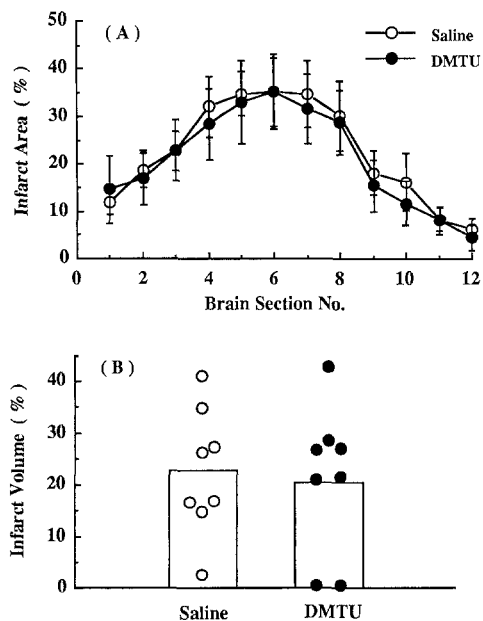 50
( A )
Saline
40
DMTU
30
20
10
0
Infarct Area ( % )
0 2 4 6 8 10 12
Brain Section No.
( B )
40
30
20
10
0
Infarct Volume ( % )
Saline DMTU